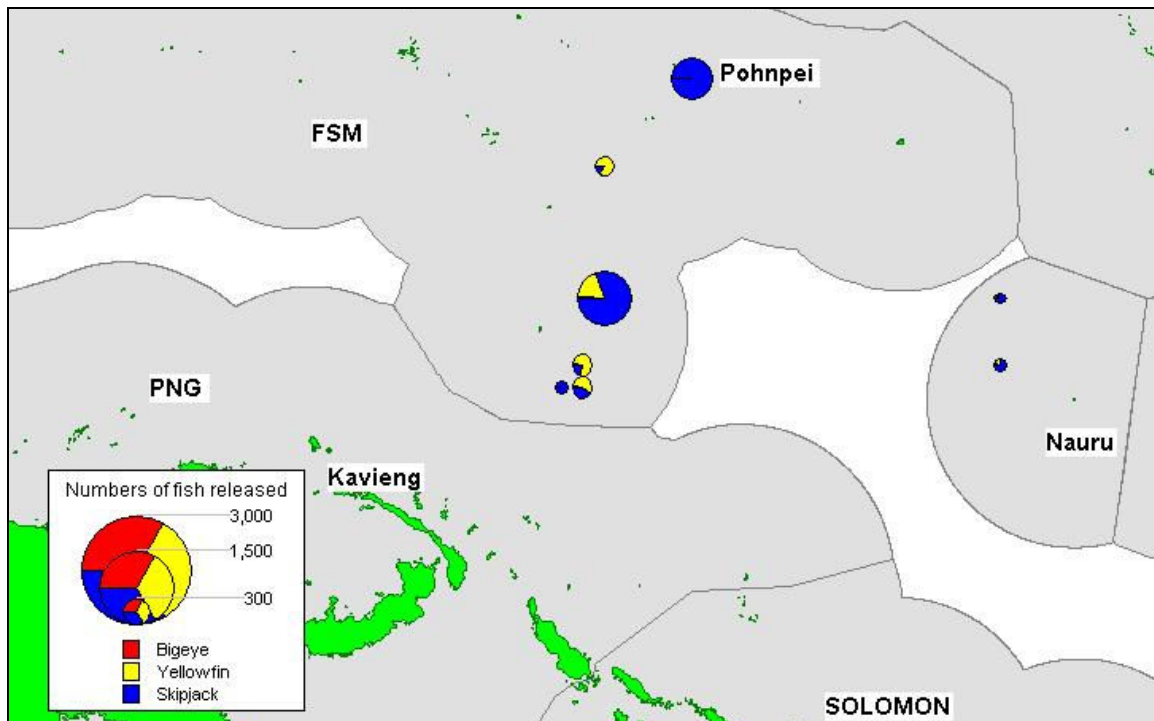 Pohnpei
FSM
PNG
Nauru
Kavieng
Numbers of fish released
3,000
1,500
300
Bigeye
Yellowfin
Skipjack
SOLOMON